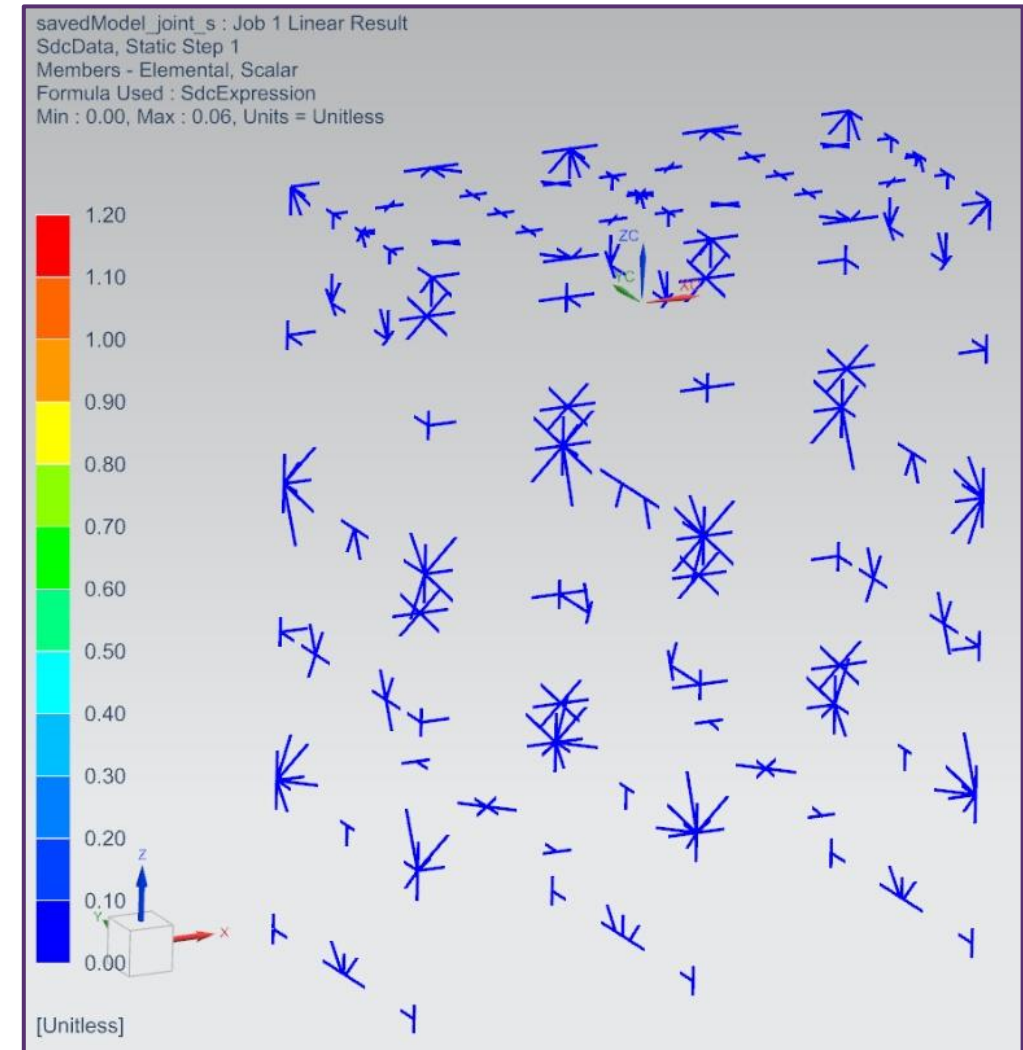 savedModel_joint_s : Job 1 Linear Result
SdcData, Static Step 1
Members - Elemental, Scalar
Formula Used : SdcExpression
Min : 0.00, Max : 0.06, Units = Unitless
1.20
1.10
1.00
0.90
0.80
0.70
0.60
0.50
0.40
0.30
0.20
0.10
0.00
[Unitless]
ZC
YC
XC
Z
Y
X